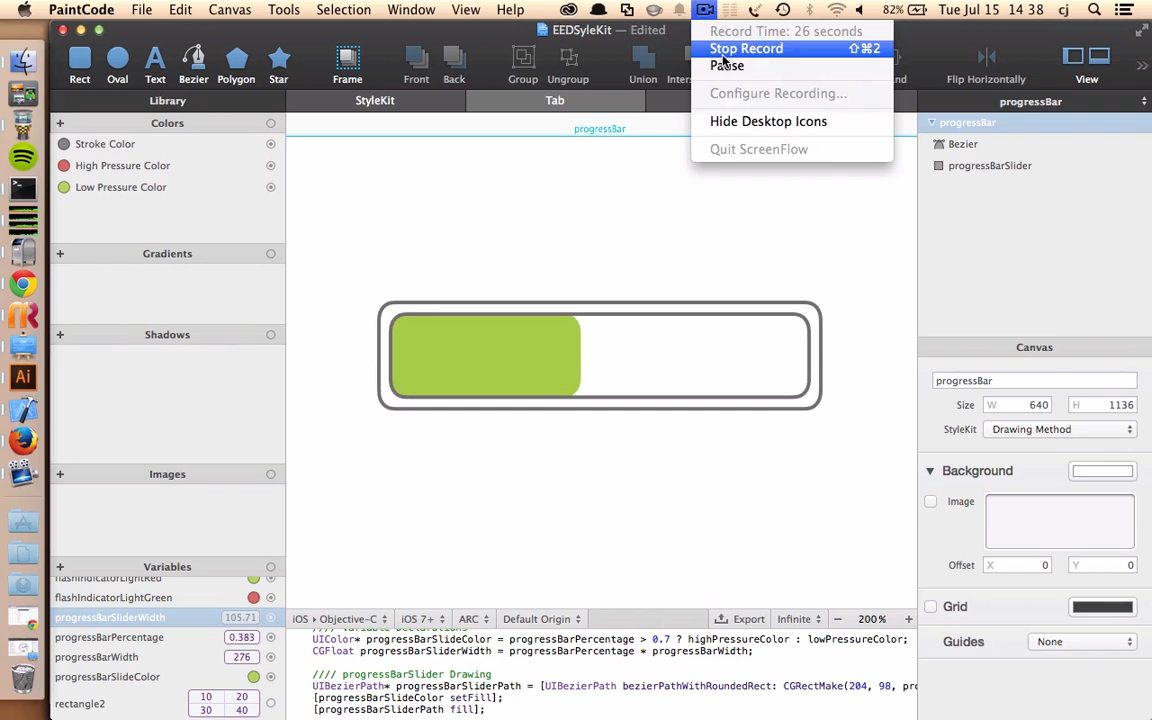 PaintCode File Edit Canvas Tools Selection Window View Help 82% Tue Jul 15 14 38 cj
EEDSyleKit — Edited
Record Time: 26 seconds
Stop Record ⇧⌘2
Pause
Configure Recording...
Hide Desktop Icons
Quit ScreenFlow
Rect Oval Text Bezier Polygon Star Frame Front Back Group Ungroup Union Flip Horizontally View
Library StyleKit Tab progressBar
Colors
Stroke Color
High Pressure Color
Low Pressure Color
Gradients
Shadows
Images
Variables
flashIndicatorLightRed
flashIndicatorLightGreen
progressBarSliderWidth 105.71
progressBarPercentage 0.383
progressBarWidth 276
progressBarSlideColor
rectangle2 10 20
30 40
progressBar
progressBar
Bezier
progressBarSlider
Canvas
progressBar
Size W 640 H 1136
StyleKit Drawing Method
Background
Image
Offset X 0 Y 0
Grid
Guides None
iOS › Objective-C iOS 7+ ARC Default Origin Export Infinite − 200% +
UIColor* progressBarSlideColor = progressBarPercentage > 0.7 ? highPressureColor : lowPressureColor;
CGFloat progressBarSliderWidth = progressBarPercentage * progressBarWidth;
//// progressBarSlider Drawing
UIBezierPath* progressBarSliderPath = [UIBezierPath bezierPathWithRoundedRect: CGRectMake(204, 98, pro
[progressBarSlideColor setFill];
[progressBarSliderPath fill];